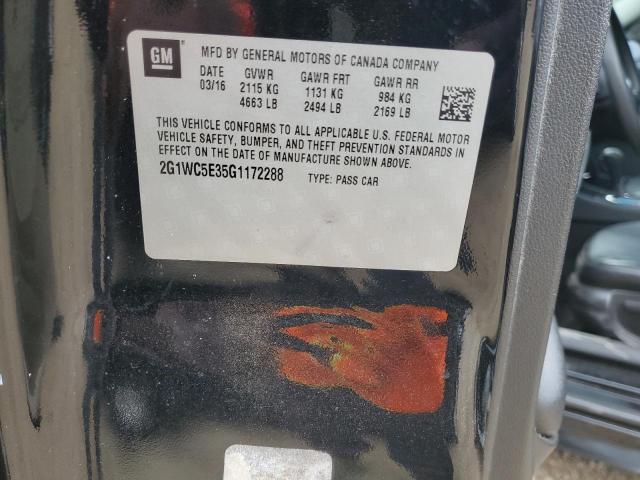 GM MFD BY GENERAL MOTORS OF CANADA COMPANY
DATE GVWR GAWR FRT GAWR RR
03/16 2115 KG 1131 KG 984 KG
4663 LB 2494 LB 2169 LB
THIS VEHICLE CONFORMS TO ALL APPLICABLE U.S. FEDERAL MOTOR
VEHICLE SAFETY, BUMPER, AND THEFT PREVENTION STANDARDS IN
EFFECT ON THE DATE OF MANUFACTURE SHOWN ABOVE.
2G1WC5E35G1172288 TYPE: PASS CAR